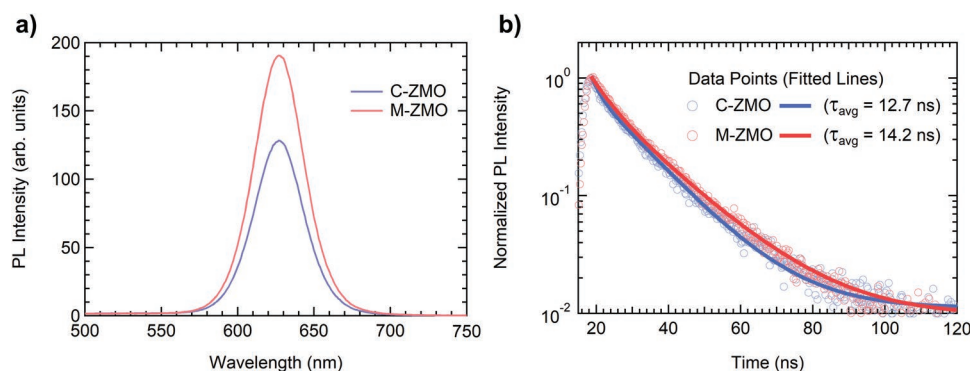 a)
200
150
100
50
0
PL Intensity (arb. units)
C-ZMO
M-ZMO
500 550 600 650 700 750
Wavelength (nm)
b)
10^0
10^-1
10^-2
Normalized PL Intensity
Data Points (Fitted Lines)
C-ZMO (τavg = 12.7 ns)
M-ZMO (τavg = 14.2 ns)
20 40 60 80 100 120
Time (ns)